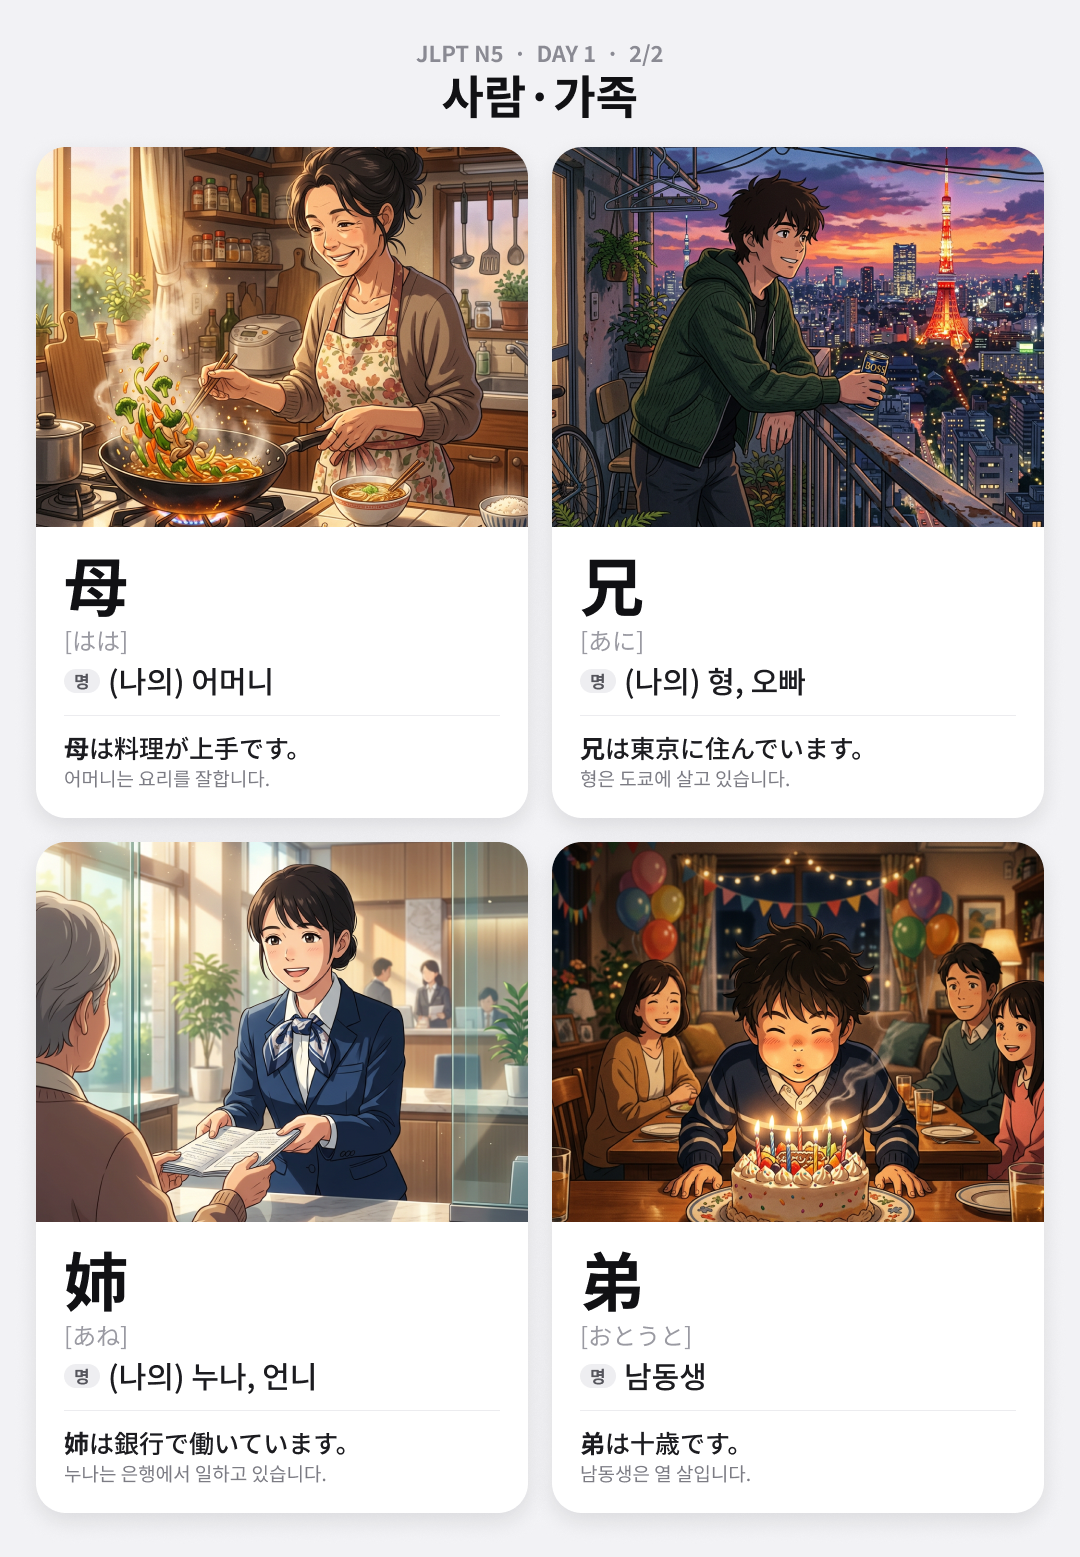 JLPT N5 · DAY 1 · 2/2
사람·가족
BOSS
母
[はは]
명 (나의) 어머니
母は料理が上手です。
어머니는 요리를 잘합니다.
兄
[あに]
명 (나의) 형, 오빠
兄は東京に住んでいます。
형은 도쿄에 살고 있습니다.
姉
[あね]
명 (나의) 누나, 언니
姉は銀行で働いています。
누나는 은행에서 일하고 있습니다.
弟
[おとうと]
명 남동생
弟は十歳です。
남동생은 열 살입니다.